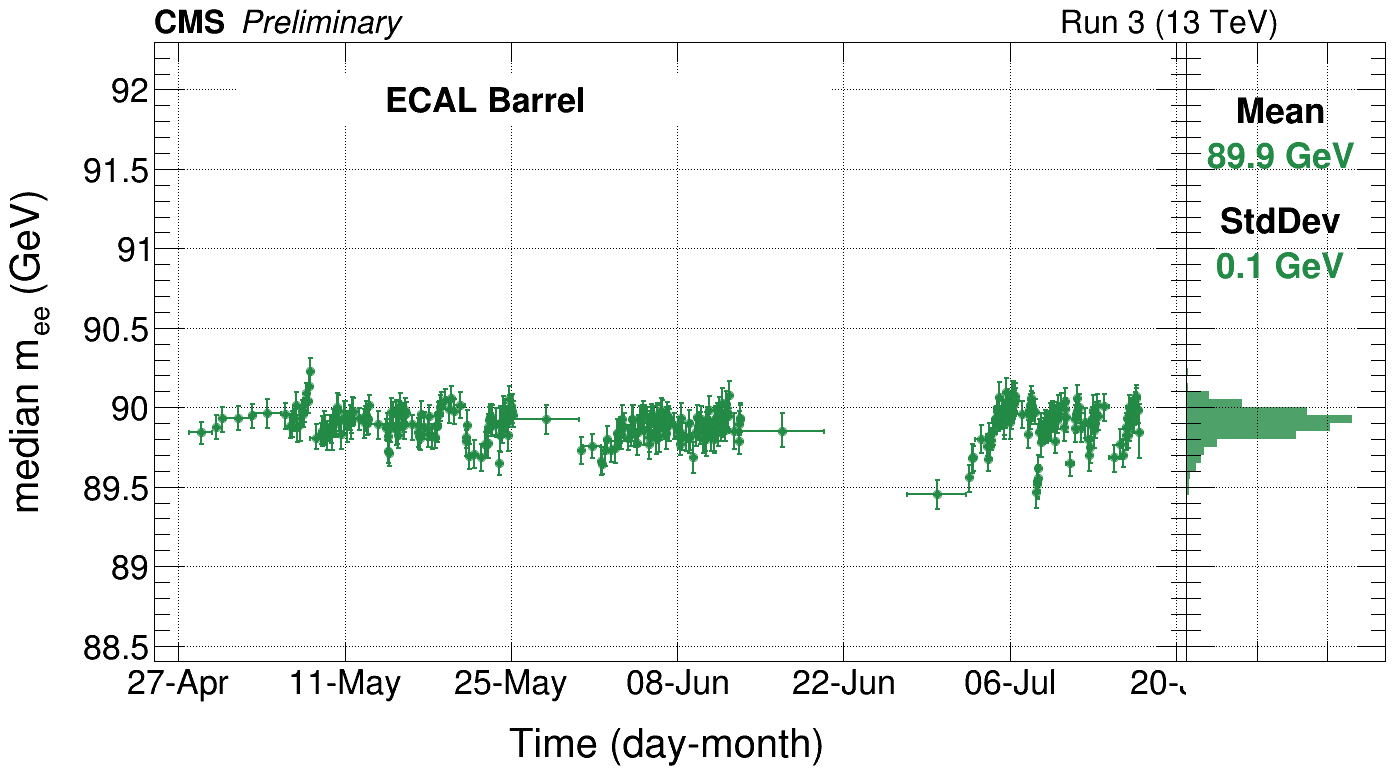 CMS Preliminary
Run 3 (13 TeV)
ECAL Barrel
Mean
89.9 GeV
StdDev
0.1 GeV
median m_ee (GeV)
92
91.5
91
90.5
90
89.5
89
88.5
27-Apr 11-May 25-May 08-Jun 22-Jun 06-Jul 20-
Time (day-month)